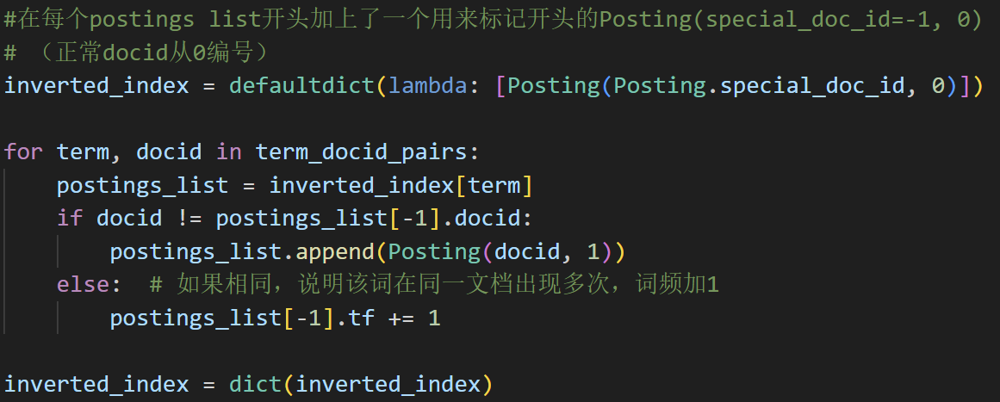 #在每个postings list开头加上了一个用来标记开头的Posting(special_doc_id=-1, 0)
# （正常docid从0编号）
inverted_index = defaultdict(lambda: [Posting(Posting.special_doc_id, 0)])

for term, docid in term_docid_pairs:
    postings_list = inverted_index[term]
    if docid != postings_list[-1].docid:
        postings_list.append(Posting(docid, 1))
    else:  # 如果相同，说明该词在同一文档出现多次，词频加1
        postings_list[-1].tf += 1

inverted_index = dict(inverted_index)